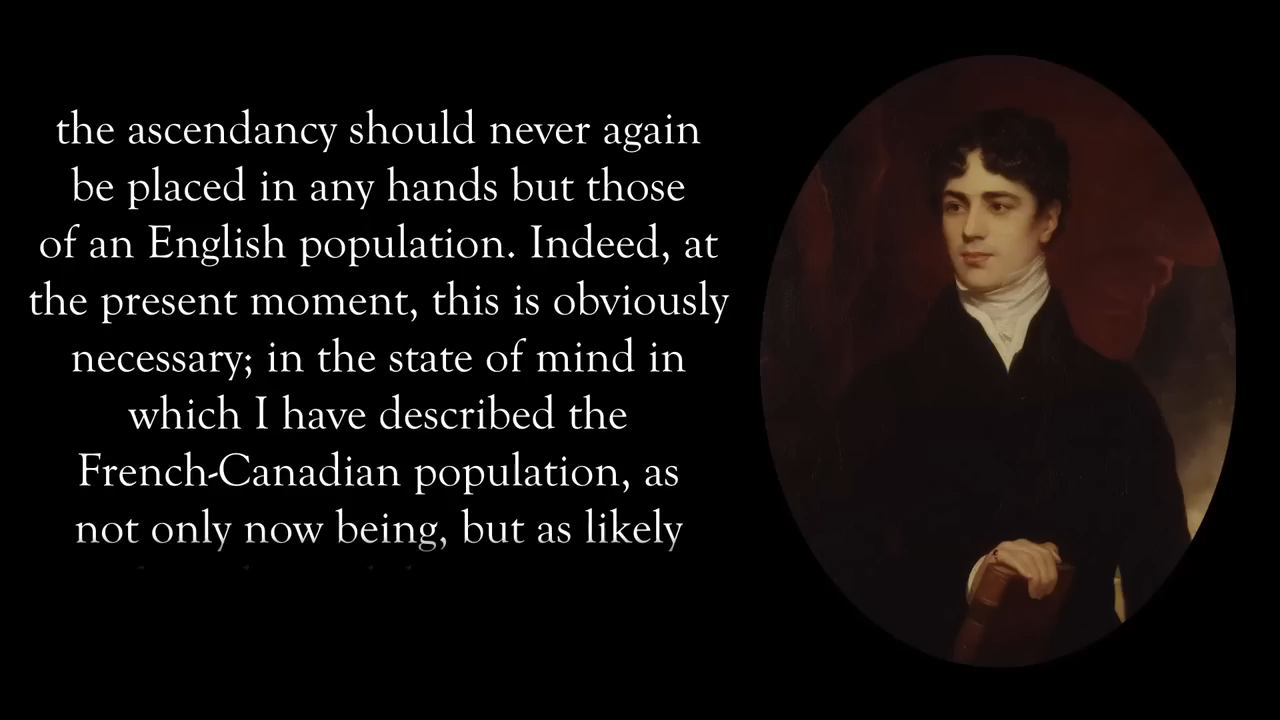 the ascendancy should never again
be placed in any hands but those
of an English population. Indeed, at
the present moment, this is obviously
necessary; in the state of mind in
which I have described the
French-Canadian population, as
not only now being, but as likely